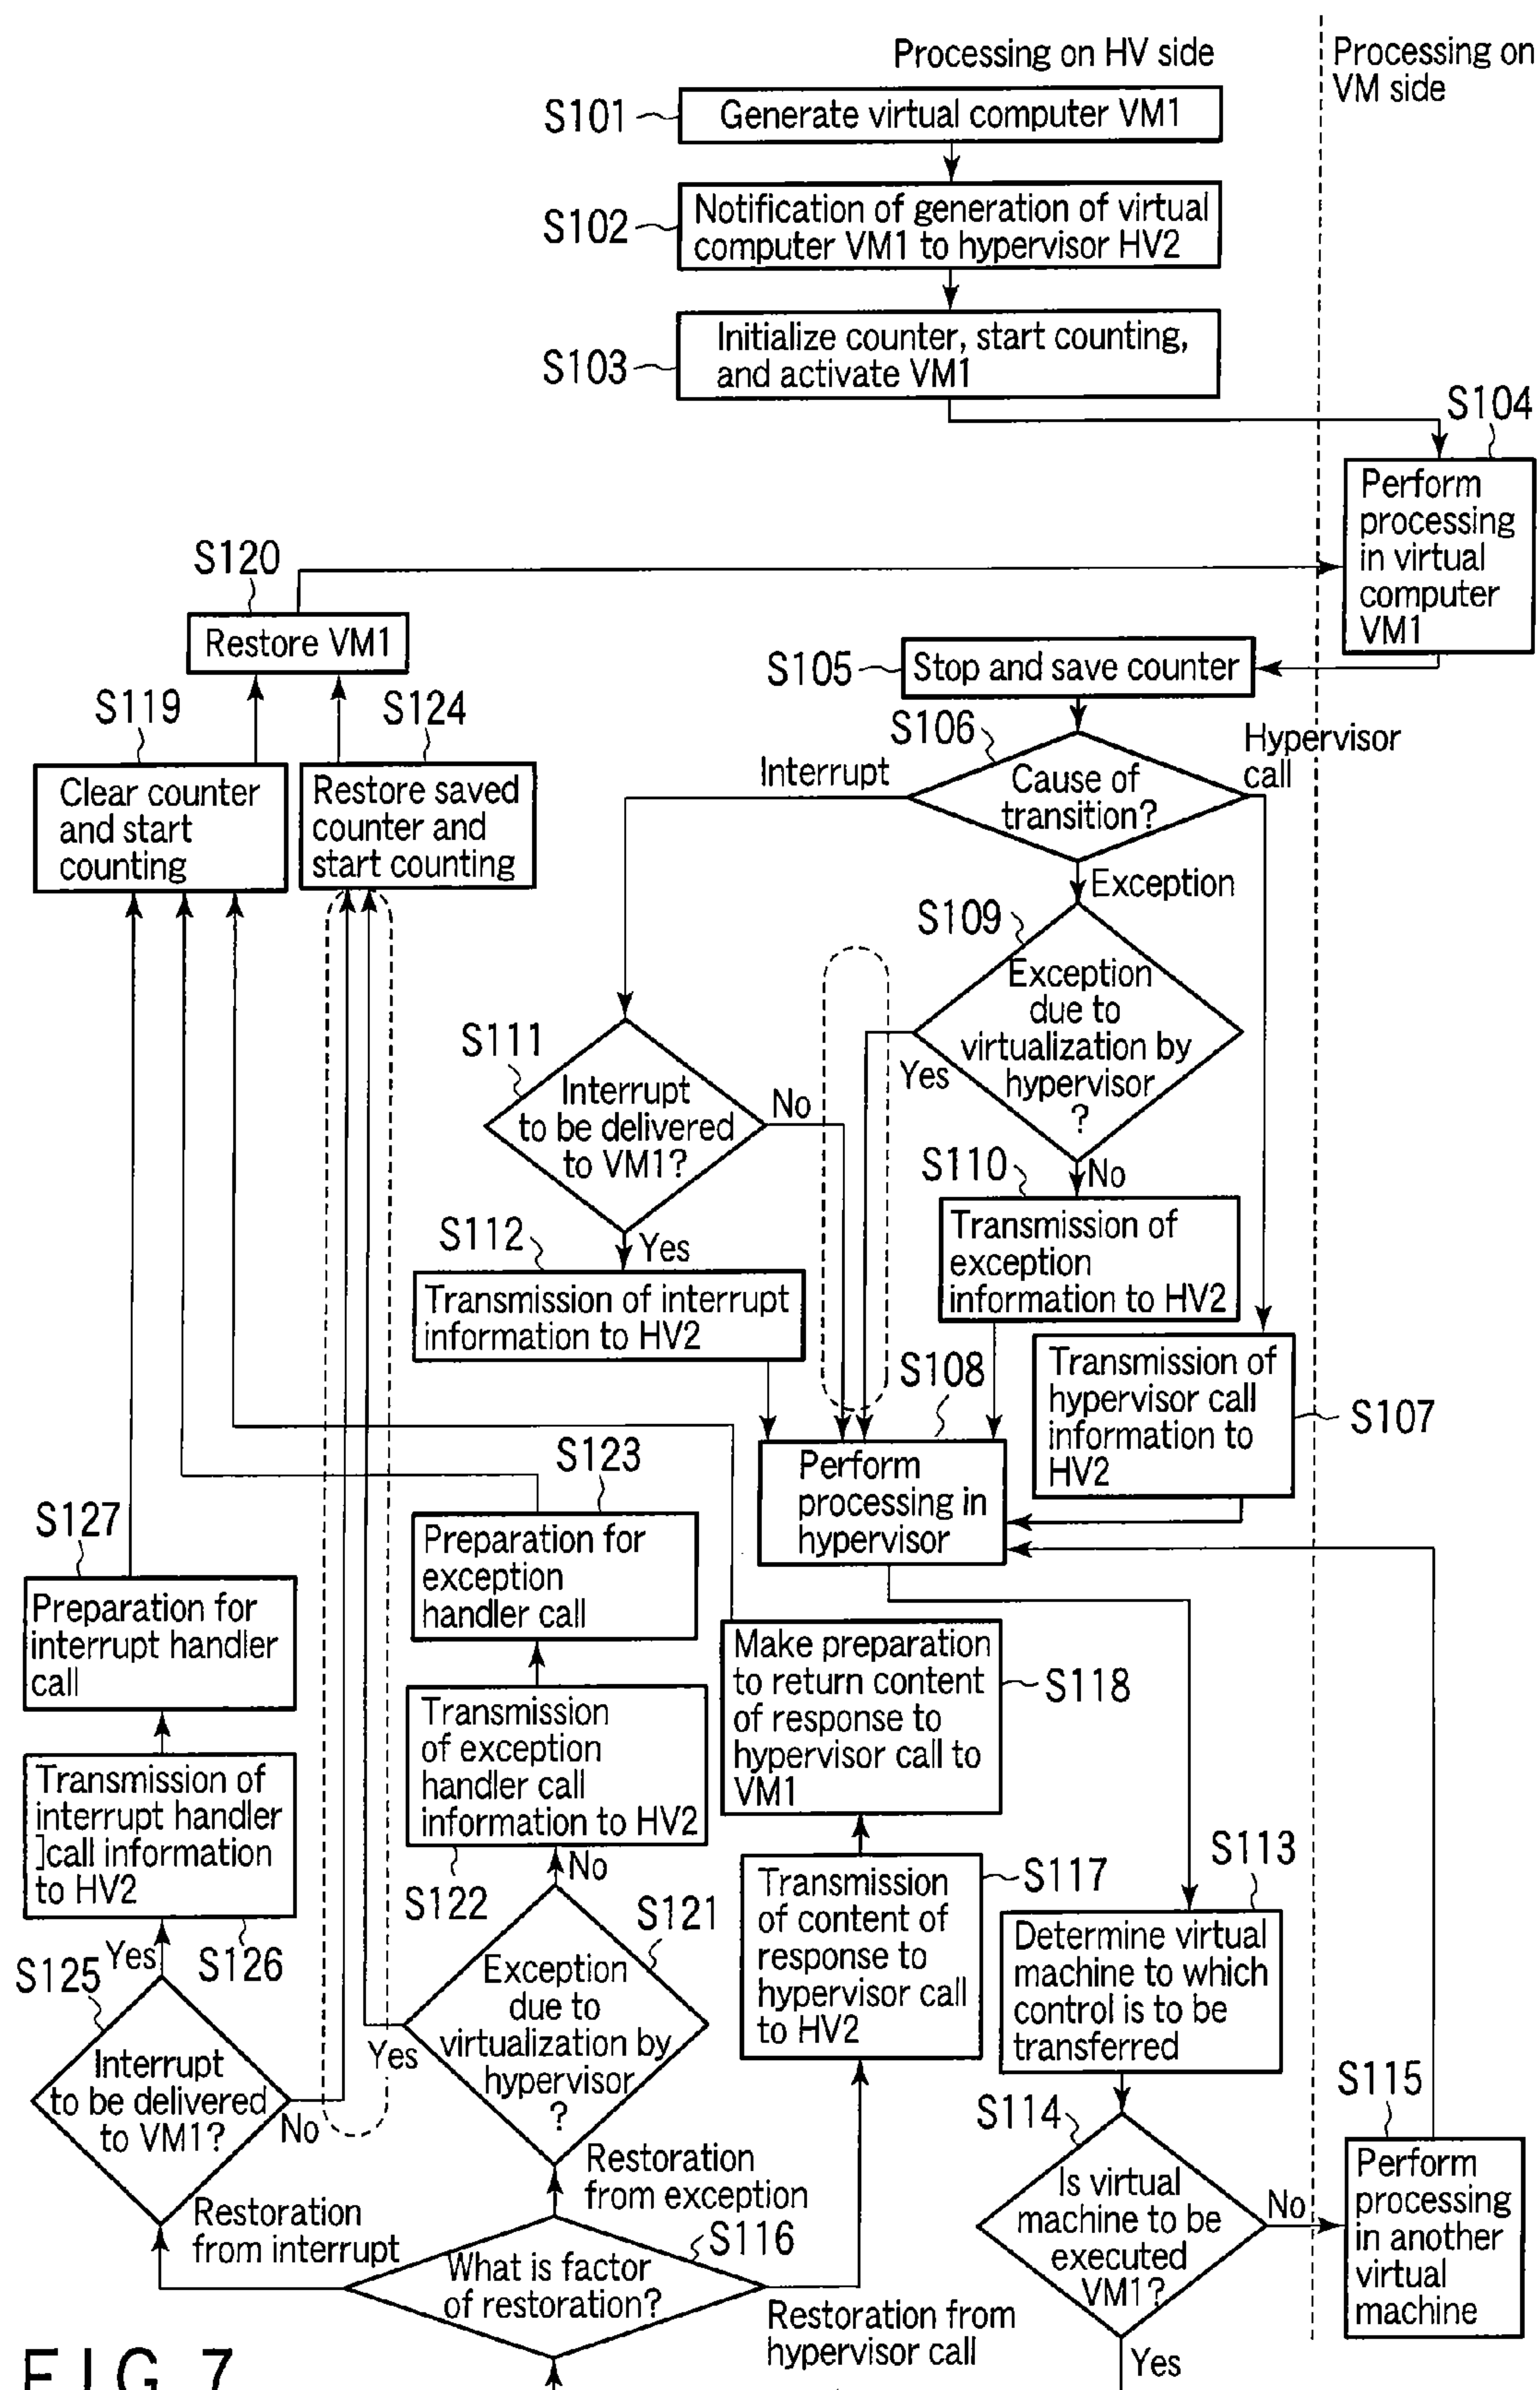 Processing on HV side
Processing on
VM side
S101
Generate virtual computer VM1
S102
Notification of generation of virtual
computer VM1 to hypervisor HV2
S103
Initialize counter, start counting,
and activate VM1
S104
Perform
processing
in virtual
computer
VM1
S120
Restore VM1
S105
Stop and save counter
S119
Clear counter
and start
counting
S124
Restore saved
counter and
start counting
S106
Cause of
transition?
Interrupt
Hypervisor
call
Exception
S109
Exception
due to
virtualization by
hypervisor
?
Yes
No
S111
Interrupt
to be delivered
to VM1?
No
Yes
S110
Transmission of
exception
information to HV2
S112
Transmission of interrupt
information to HV2
S107
Transmission of
hypervisor call
information to
HV2
S108
Perform
processing in
hypervisor
S123
Preparation for
exception
handler call
S127
Preparation for
interrupt handler
call
S118
Make preparation
to return content
of response to
hypervisor call to
VM1
S122
Transmission
of exception
handler call
information to HV2
No
S126
Transmission of
interrupt handler
]call information
to HV2
Yes
S117
Transmission
of content of
response to
hypervisor call
to HV2
S113
Determine virtual
machine to which
control is to be
transferred
S125
Interrupt
to be delivered
to VM1?
No
S121
Exception
due to
virtualization by
hypervisor
?
Yes
S114
Is virtual
machine to be
executed
VM1?
No
Yes
S115
Perform
processing
in another
virtual
machine
Restoration
from interrupt
Restoration
from exception
S116
What is factor
of restoration?
Restoration from
hypervisor call
FIG. 7